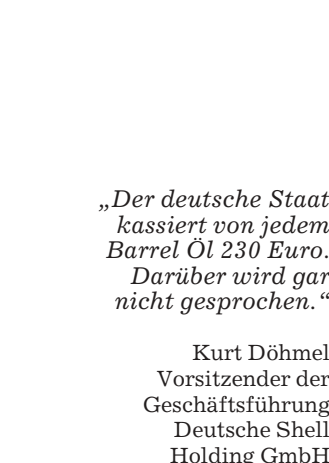 „Der deutsche Staat
kassiert von jedem
Barrel Öl 230 Euro.
Darüber wird gar
nicht gesprochen.“
Kurt Döhmel
Vorsitzender der
Geschäftsführung
Deutsche Shell
Holding GmbH